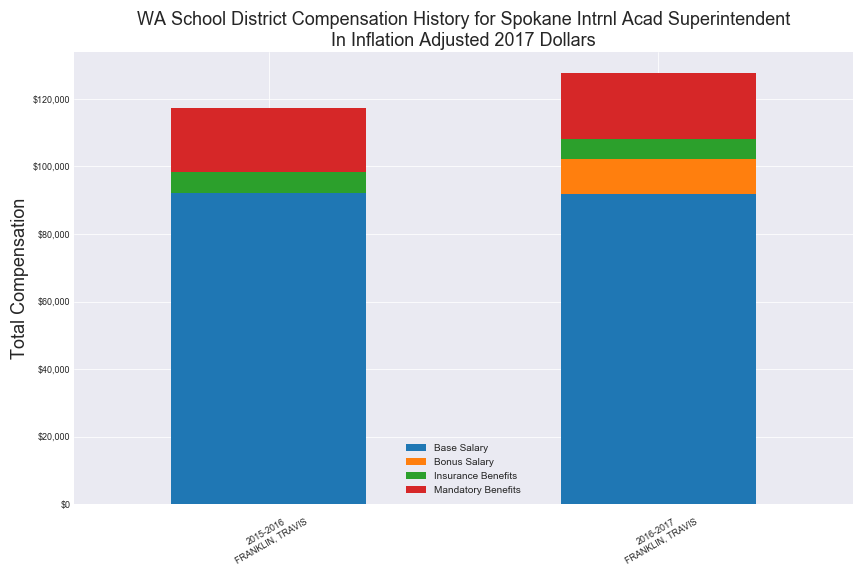 WA School District Compensation History for Spokane Intrnl Acad Superintendent
In Inflation Adjusted 2017 Dollars
Total Compensation
$120,000
$100,000
$80,000
$60,000
$40,000
$20,000
$0
Base Salary
Bonus Salary
Insurance Benefits
Mandatory Benefits
2015-2016
FRANKLIN, TRAVIS
2016-2017
FRANKLIN, TRAVIS